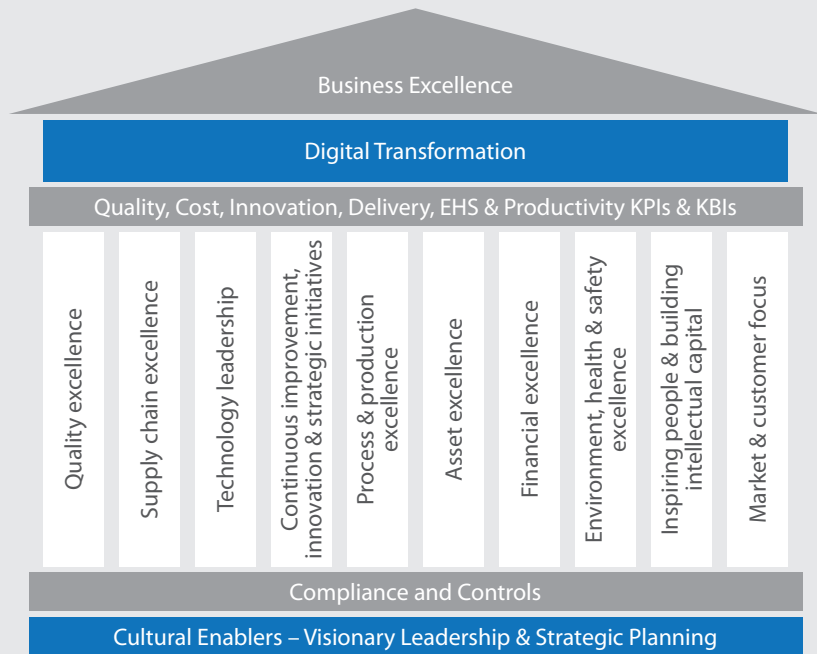 Business Excellence
Digital Transformation
Quality, Cost, Innovation, Delivery, EHS & Productivity KPIs & KBIs
Quality excellence
Supply chain excellence
Technology leadership
Continuous improvement,
innovation & strategic initiatives
Process & production
excellence
Asset excellence
Financial excellence
Environment, health & safety
excellence
Inspiring people & building
intellectual capital
Market & customer focus
Compliance and Controls
Cultural Enablers – Visionary Leadership & Strategic Planning